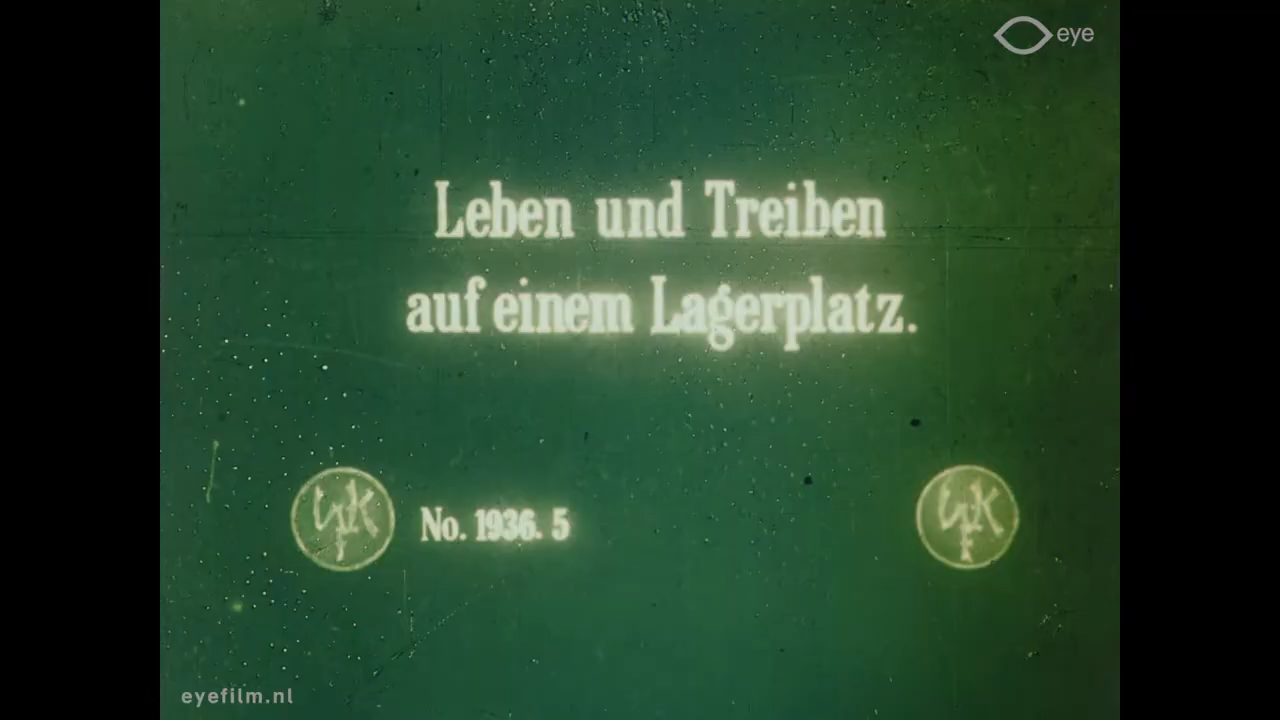 eye
Leben und Treiben
auf einem Lagerplatz.
No. 1936. 5
eyefilm.nl